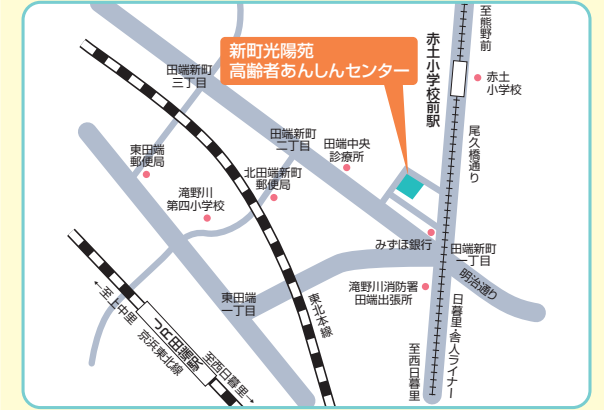 至熊野前
新町光陽苑
高齢者あんしんセンター
赤土小学校前駅
赤土
小学校
田端新町
三丁目
尾久橋通り
田端新町
二丁目
田端中央
診療所
東田端
郵便局
北田端新町
郵便局
滝野川
第四小学校
みずほ銀行
田端新町
一丁目
明治通り
滝野川消防署
田端出張所
東田端
一丁目
東北本線
日暮里・舎人ライナー
←至上中里
JR田端駅
京浜東北線
至西日暮里→
至西日暮里